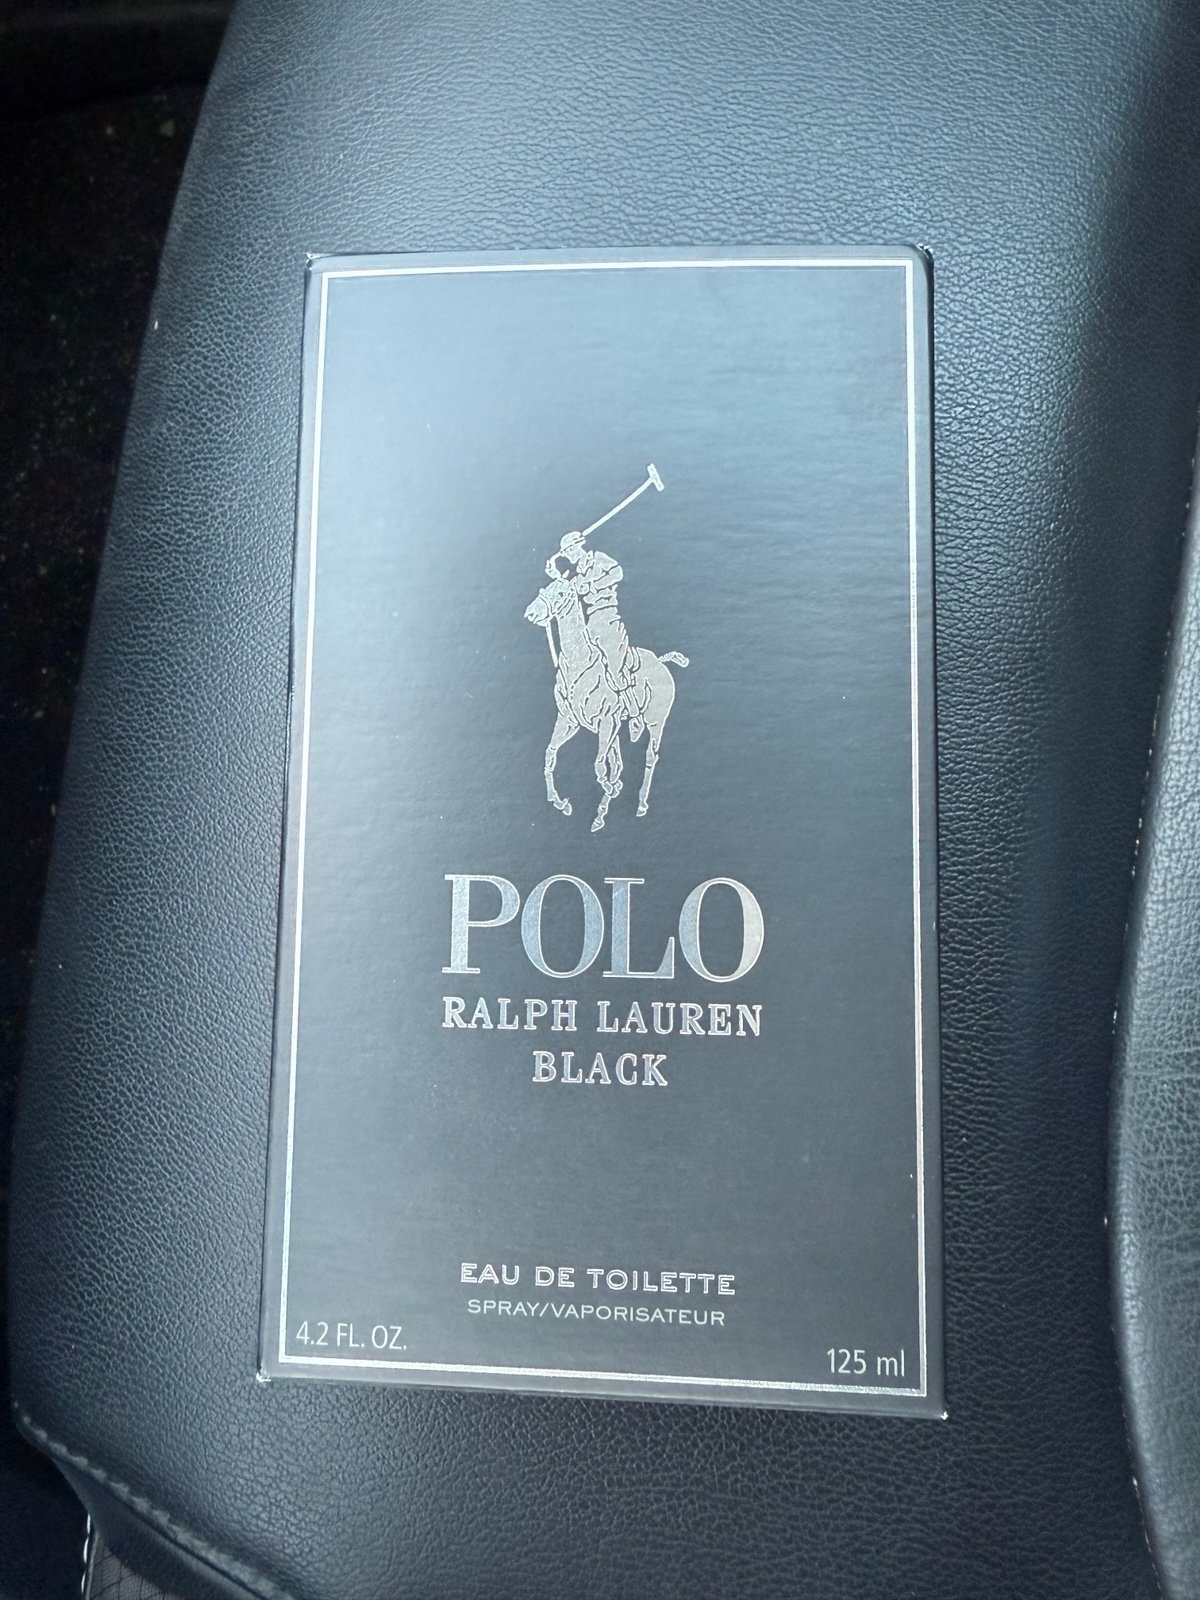 POLO
RALPH LAUREN
BLACK
EAU DE TOILETTE
SPRAY/VAPORISATEUR
4.2 FL. OZ.
125 ml